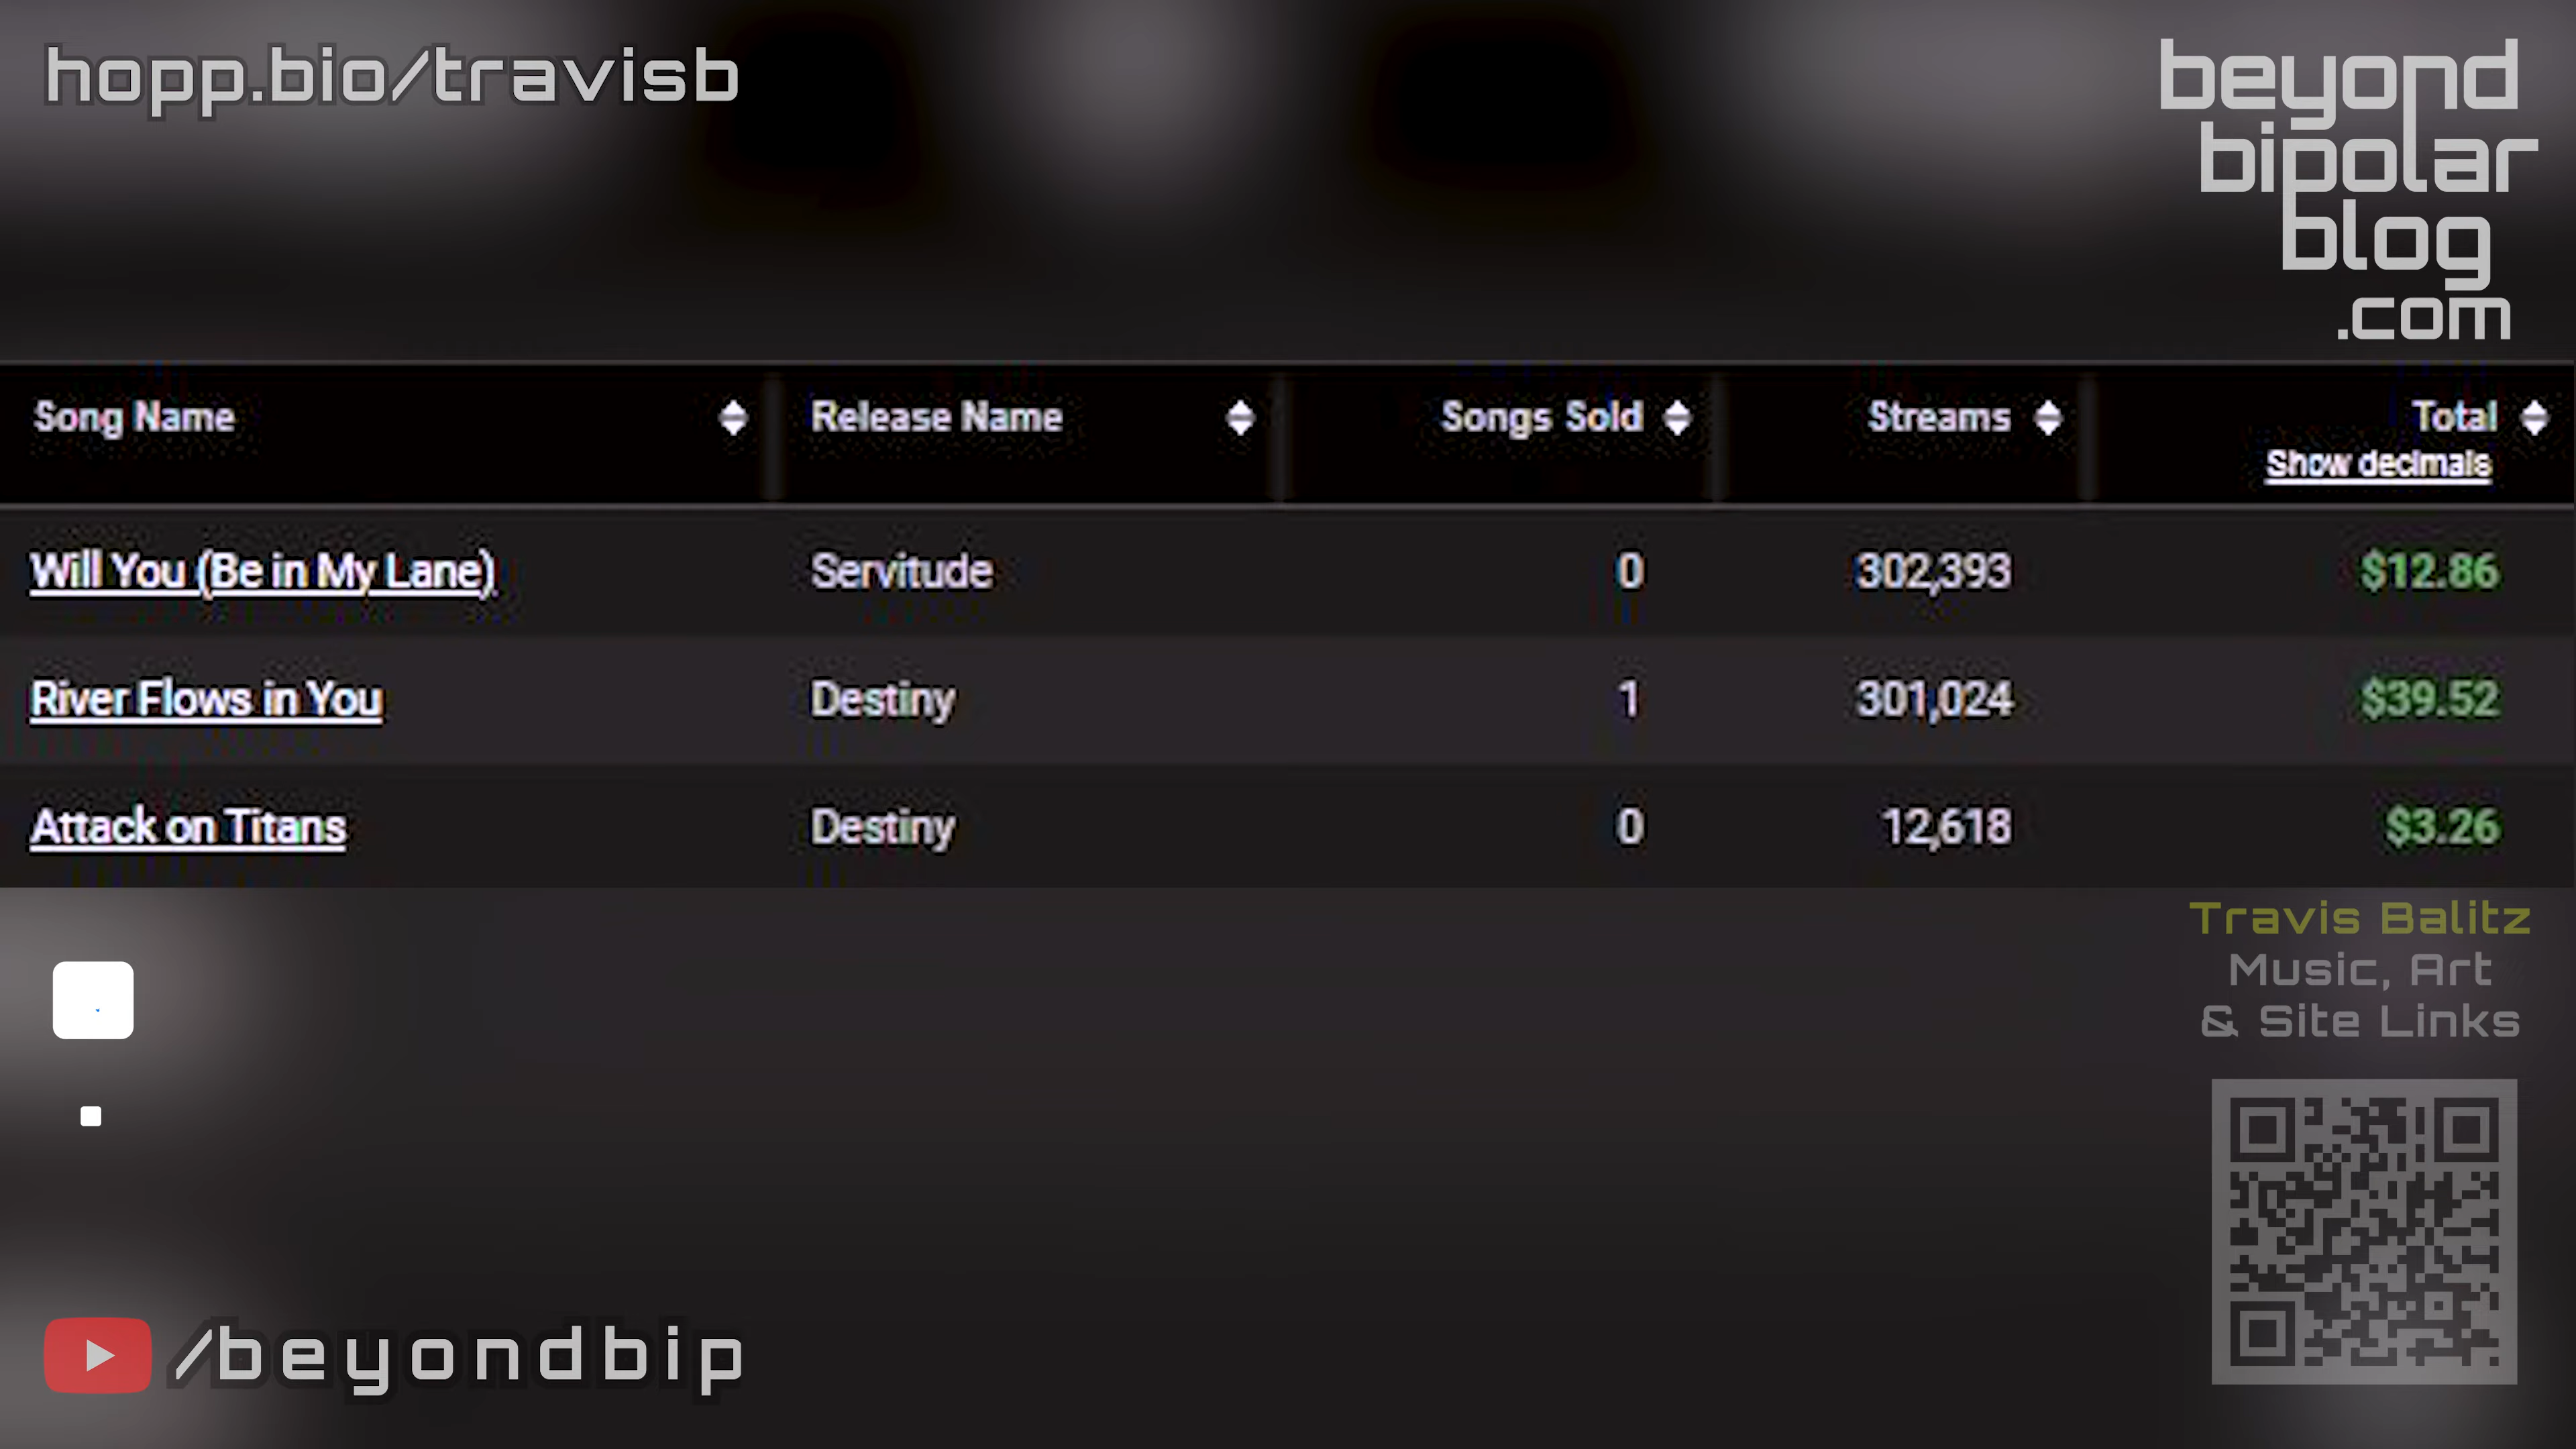 hopp.bio/travisb
beyond
bipolar
blog
.com
Song Name Release Name Songs Sold Streams Total
Show decimals
Will You (Be in My Lane) Servitude 0 302,393 $12.86
River Flows in You Destiny 1 301,024 $39.52
Attack on Titans Destiny 0 12,618 $3.26
Travis Balitz
Music, Art
& Site Links
/beyondbip